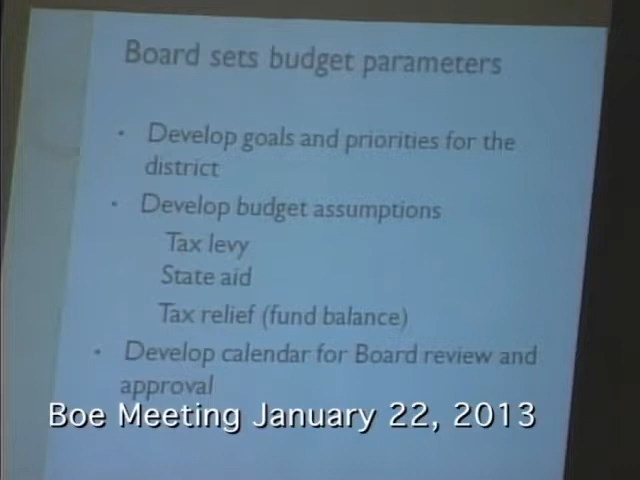 Board sets budget parameters
• Develop goals and priorities for the
district
• Develop budget assumptions
Tax levy
State aid
Tax relief (fund balance)
• Develop calendar for Board review and
approval
Boe Meeting January 22, 2013